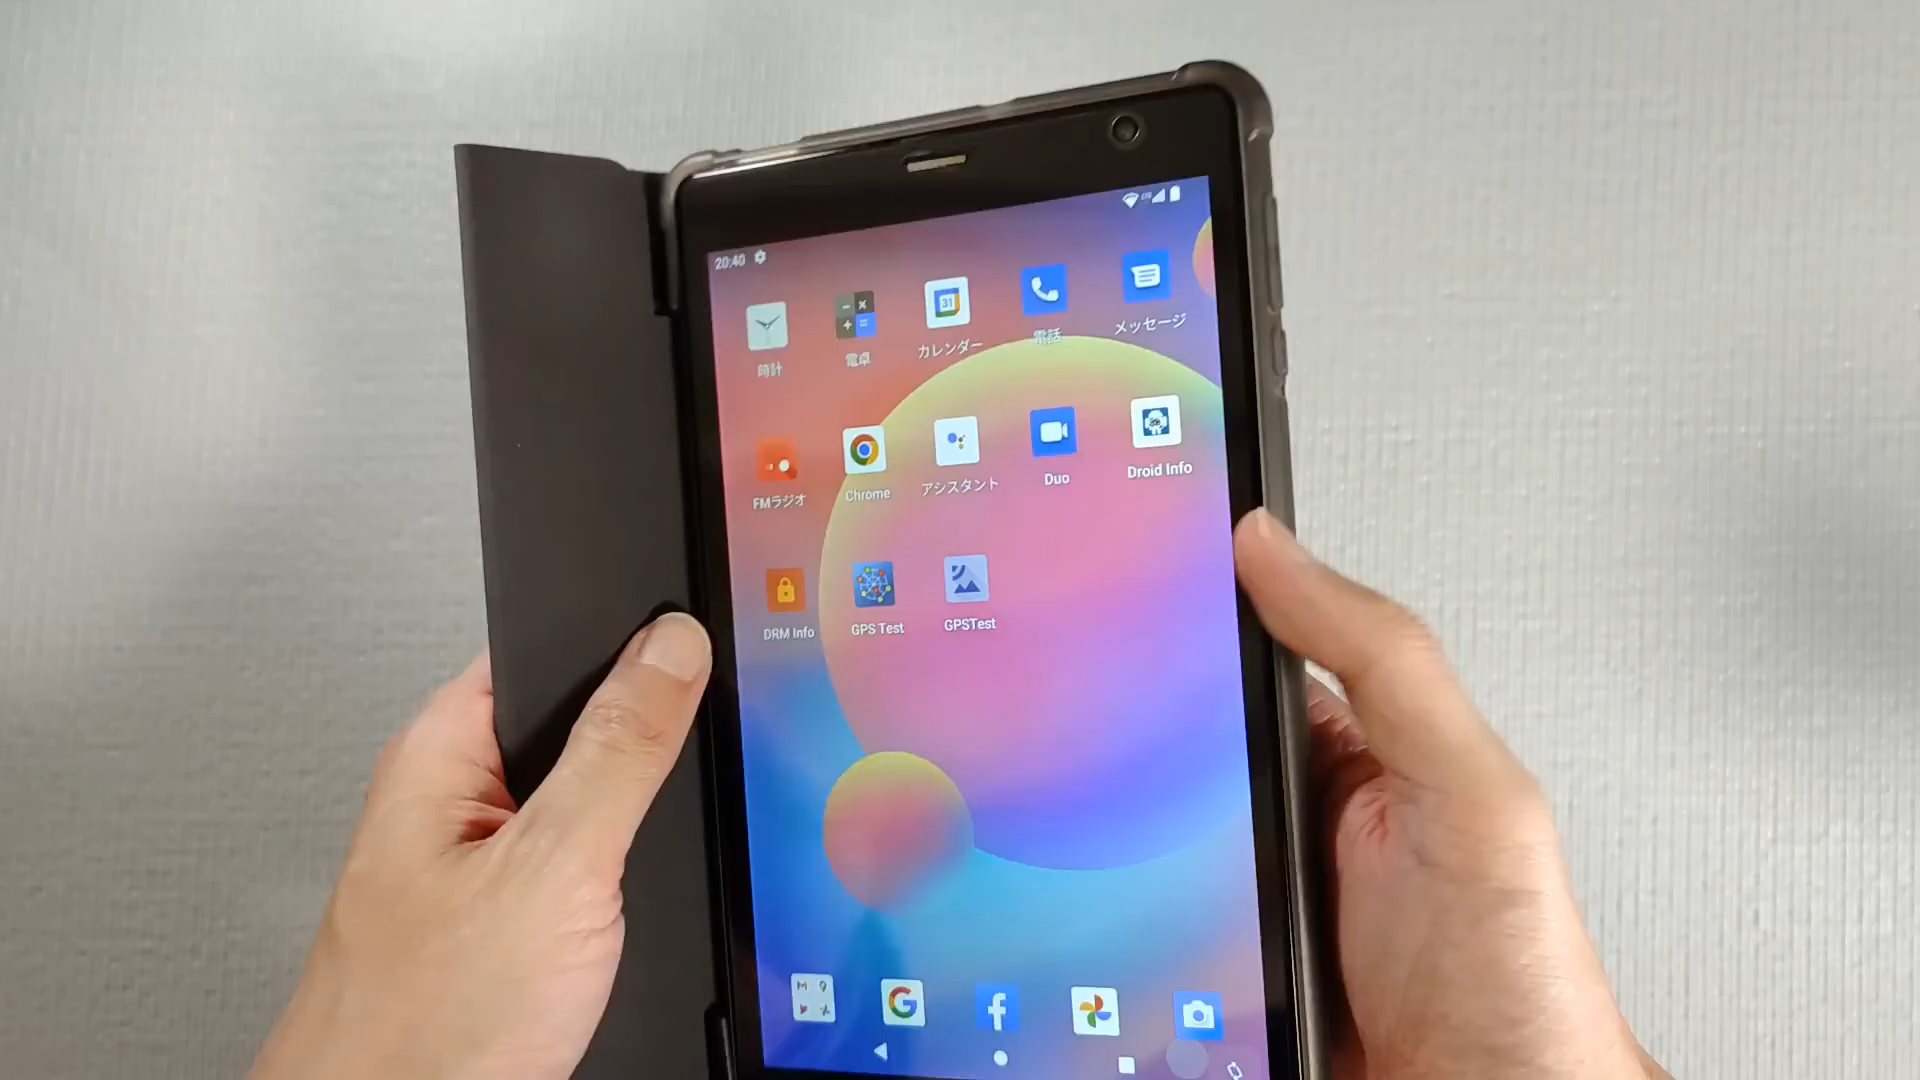 20:40
時計
電卓
カレンダー
31
電話
メッセージ
FMラジオ
Chrome
アシスタント
Duo
Droid Info
DRM Info
GPS Test
GPSTest